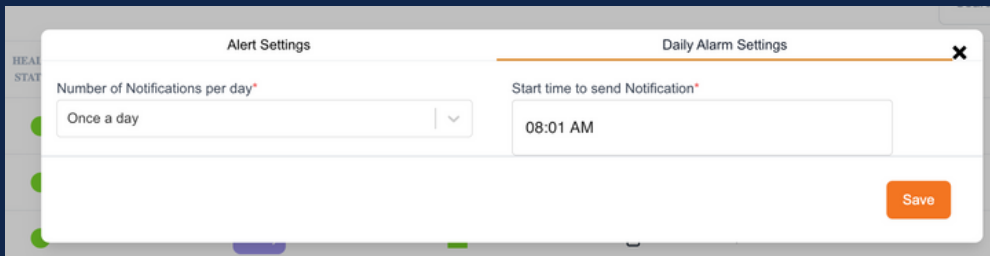 Alert Settings
Daily Alarm Settings
Number of Notifications per day*
Once a day
Start time to send Notification*
08:01 AM
Save